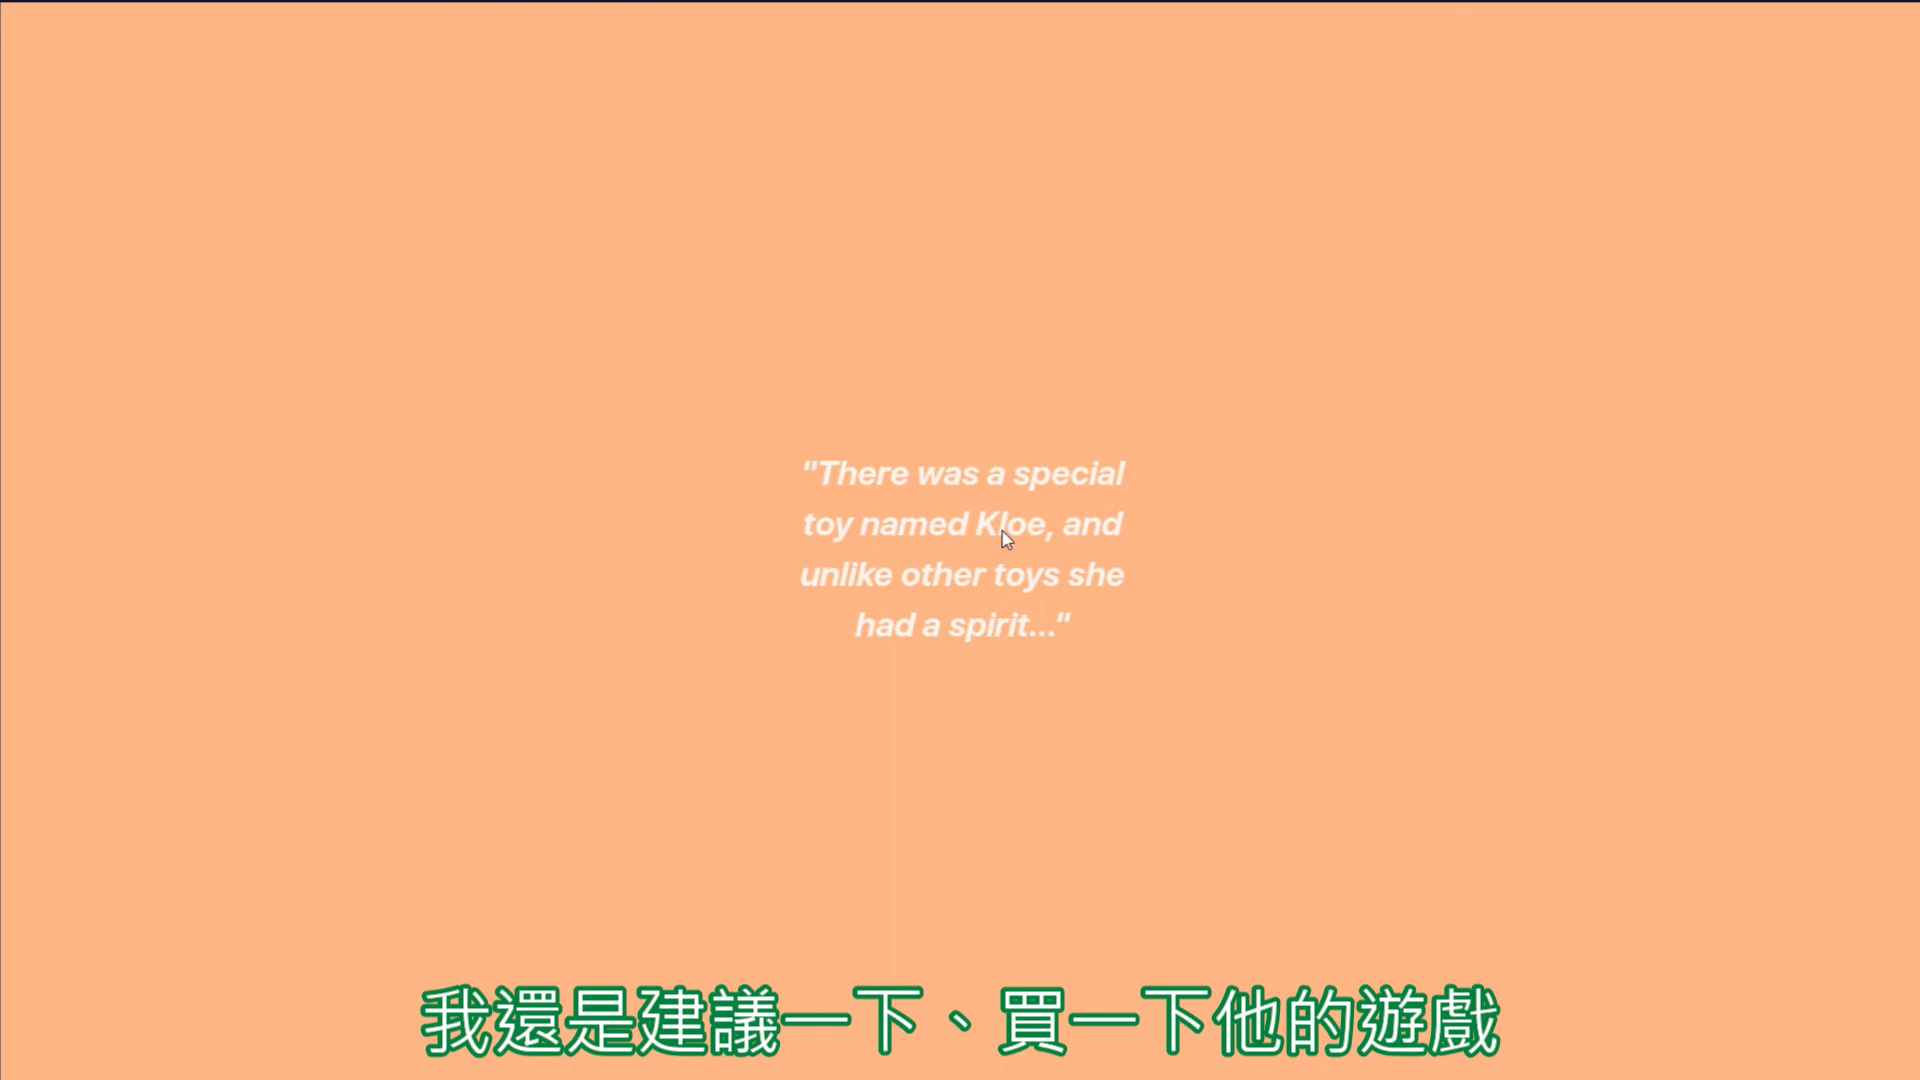 "There was a special
toy named Kloe, and
unlike other toys she
had a spirit..."
我還是建議一下、買一下他的遊戲